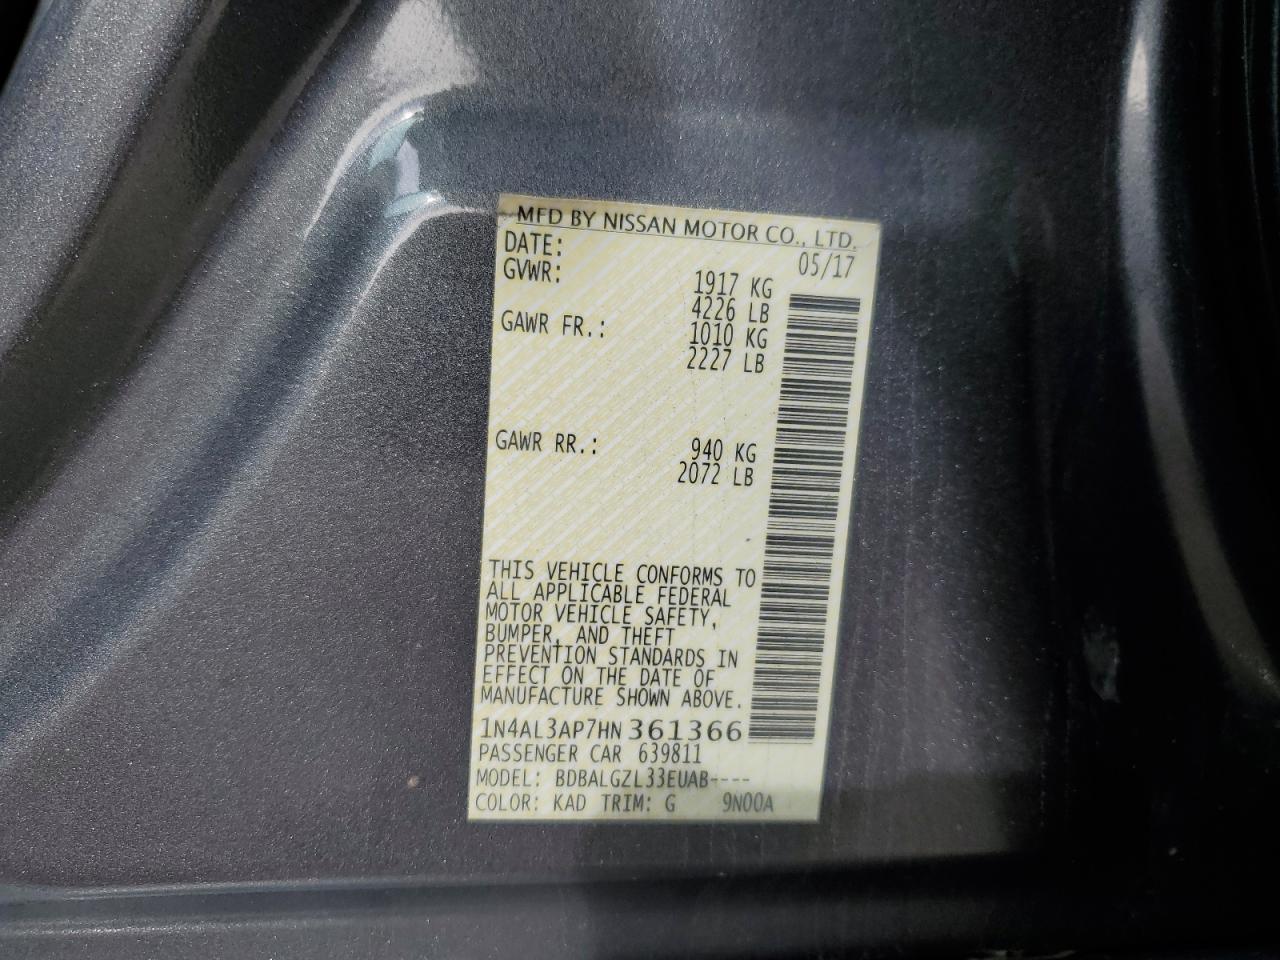 MFD BY NISSAN MOTOR CO., LTD.
DATE: 05/17
GVWR: 1917 KG
4226 LB
GAWR FR.: 1010 KG
2227 LB
GAWR RR.: 940 KG
2072 LB
THIS VEHICLE CONFORMS TO
ALL APPLICABLE FEDERAL
MOTOR VEHICLE SAFETY,
BUMPER, AND THEFT
PREVENTION STANDARDS IN
EFFECT ON THE DATE OF
MANUFACTURE SHOWN ABOVE.
1N4AL3AP7HN361366
PASSENGER CAR 639811
MODEL: BDBALGZL33EUAB----
COLOR: KAD TRIM: G 9N00A